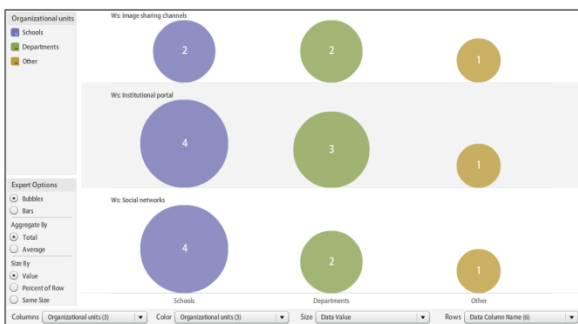 Organizational units
Schools
Departments
Other
Ws: Image sharing channels
2
2
1
Ws: Institutional portal
4
3
1
Ws: Social networks
4
2
1
Schools
Departments
Other
Expert Options
Bubbles
Bars
Aggregate By
Total
Average
Size By
Value
Percent of Row
Same Size
Columns Organizational units (3) Color Organizational units (3) Size Data Value Rows Data Column Name (6)